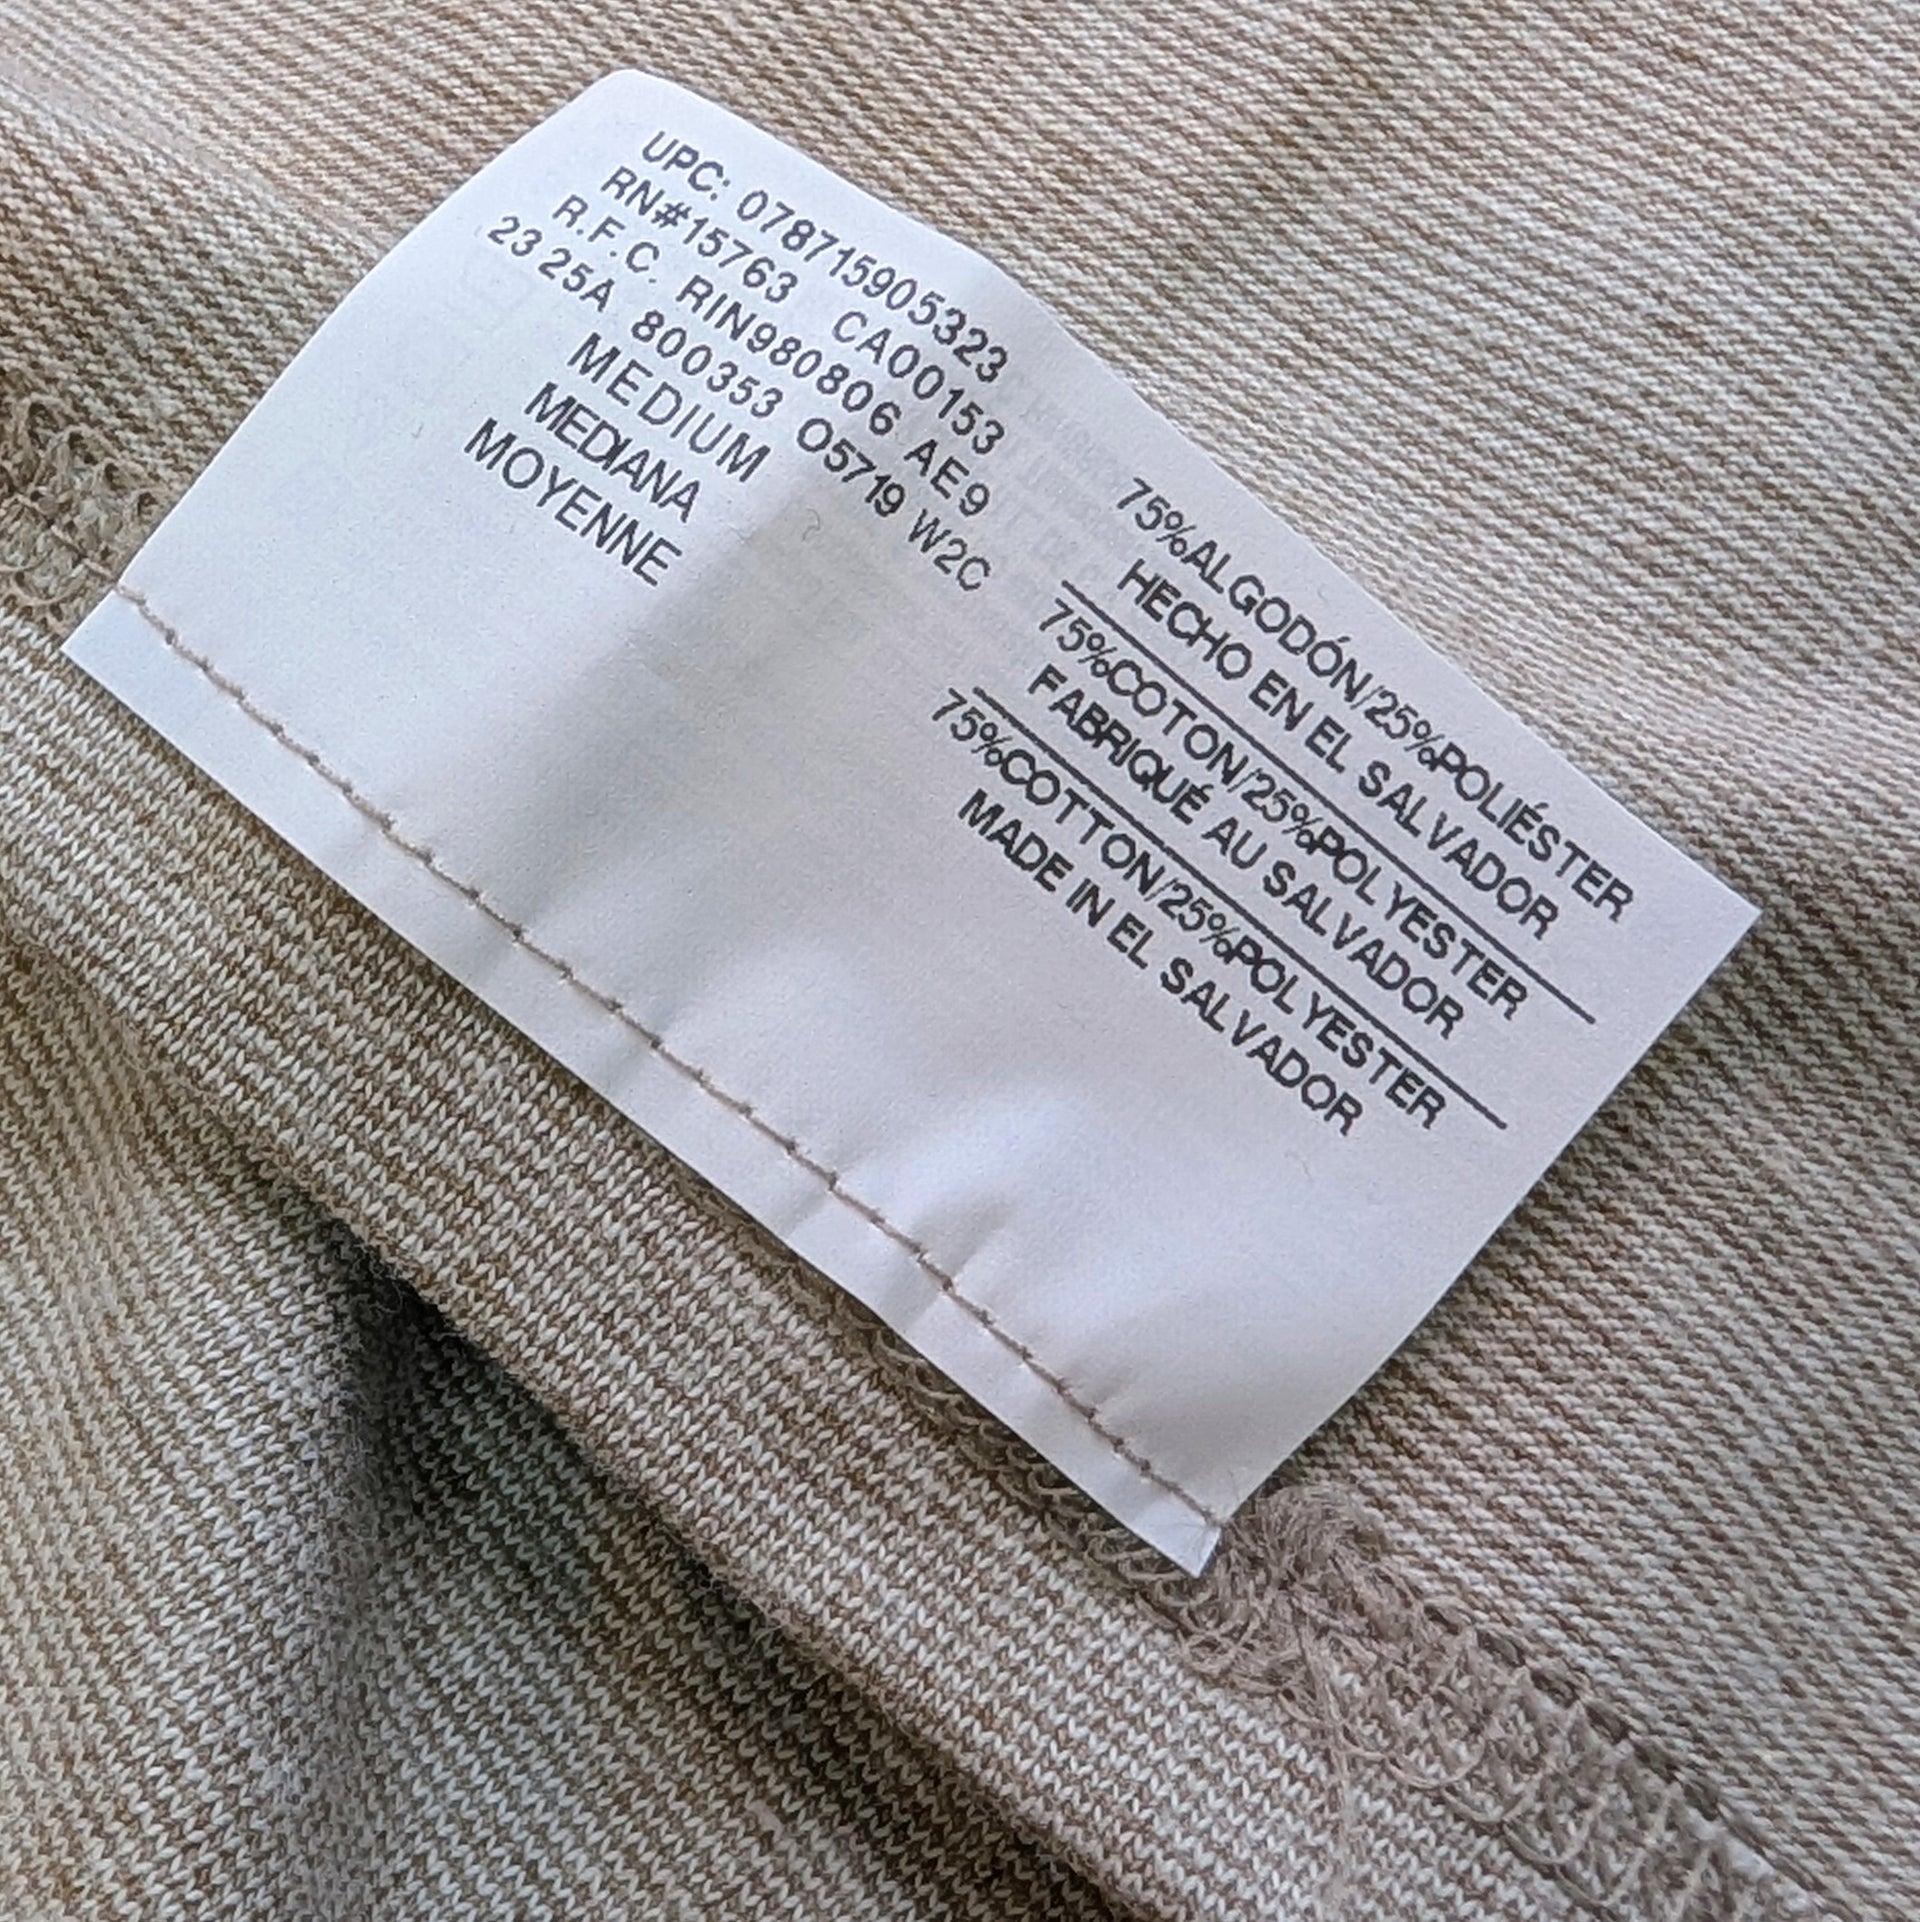 UPC: 078715905323
RN#15763 CA00153
R.F.C. RIN980806 AE9
23 25A 800353 O5719 W2C
MEDIUM
MEDIANA
MOYENNE
75%ALGODÓN/25%POLIÉSTER
HECHO EN EL SALVADOR
75%COTON/25%POLYESTER
FABRIQUÉ AU SALVADOR
75%COTTON/25%POLYESTER
MADE IN EL SALVADOR